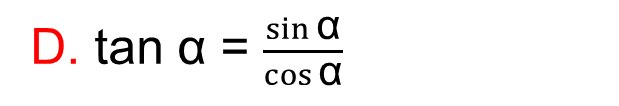 D. tan α = sin α / cos α